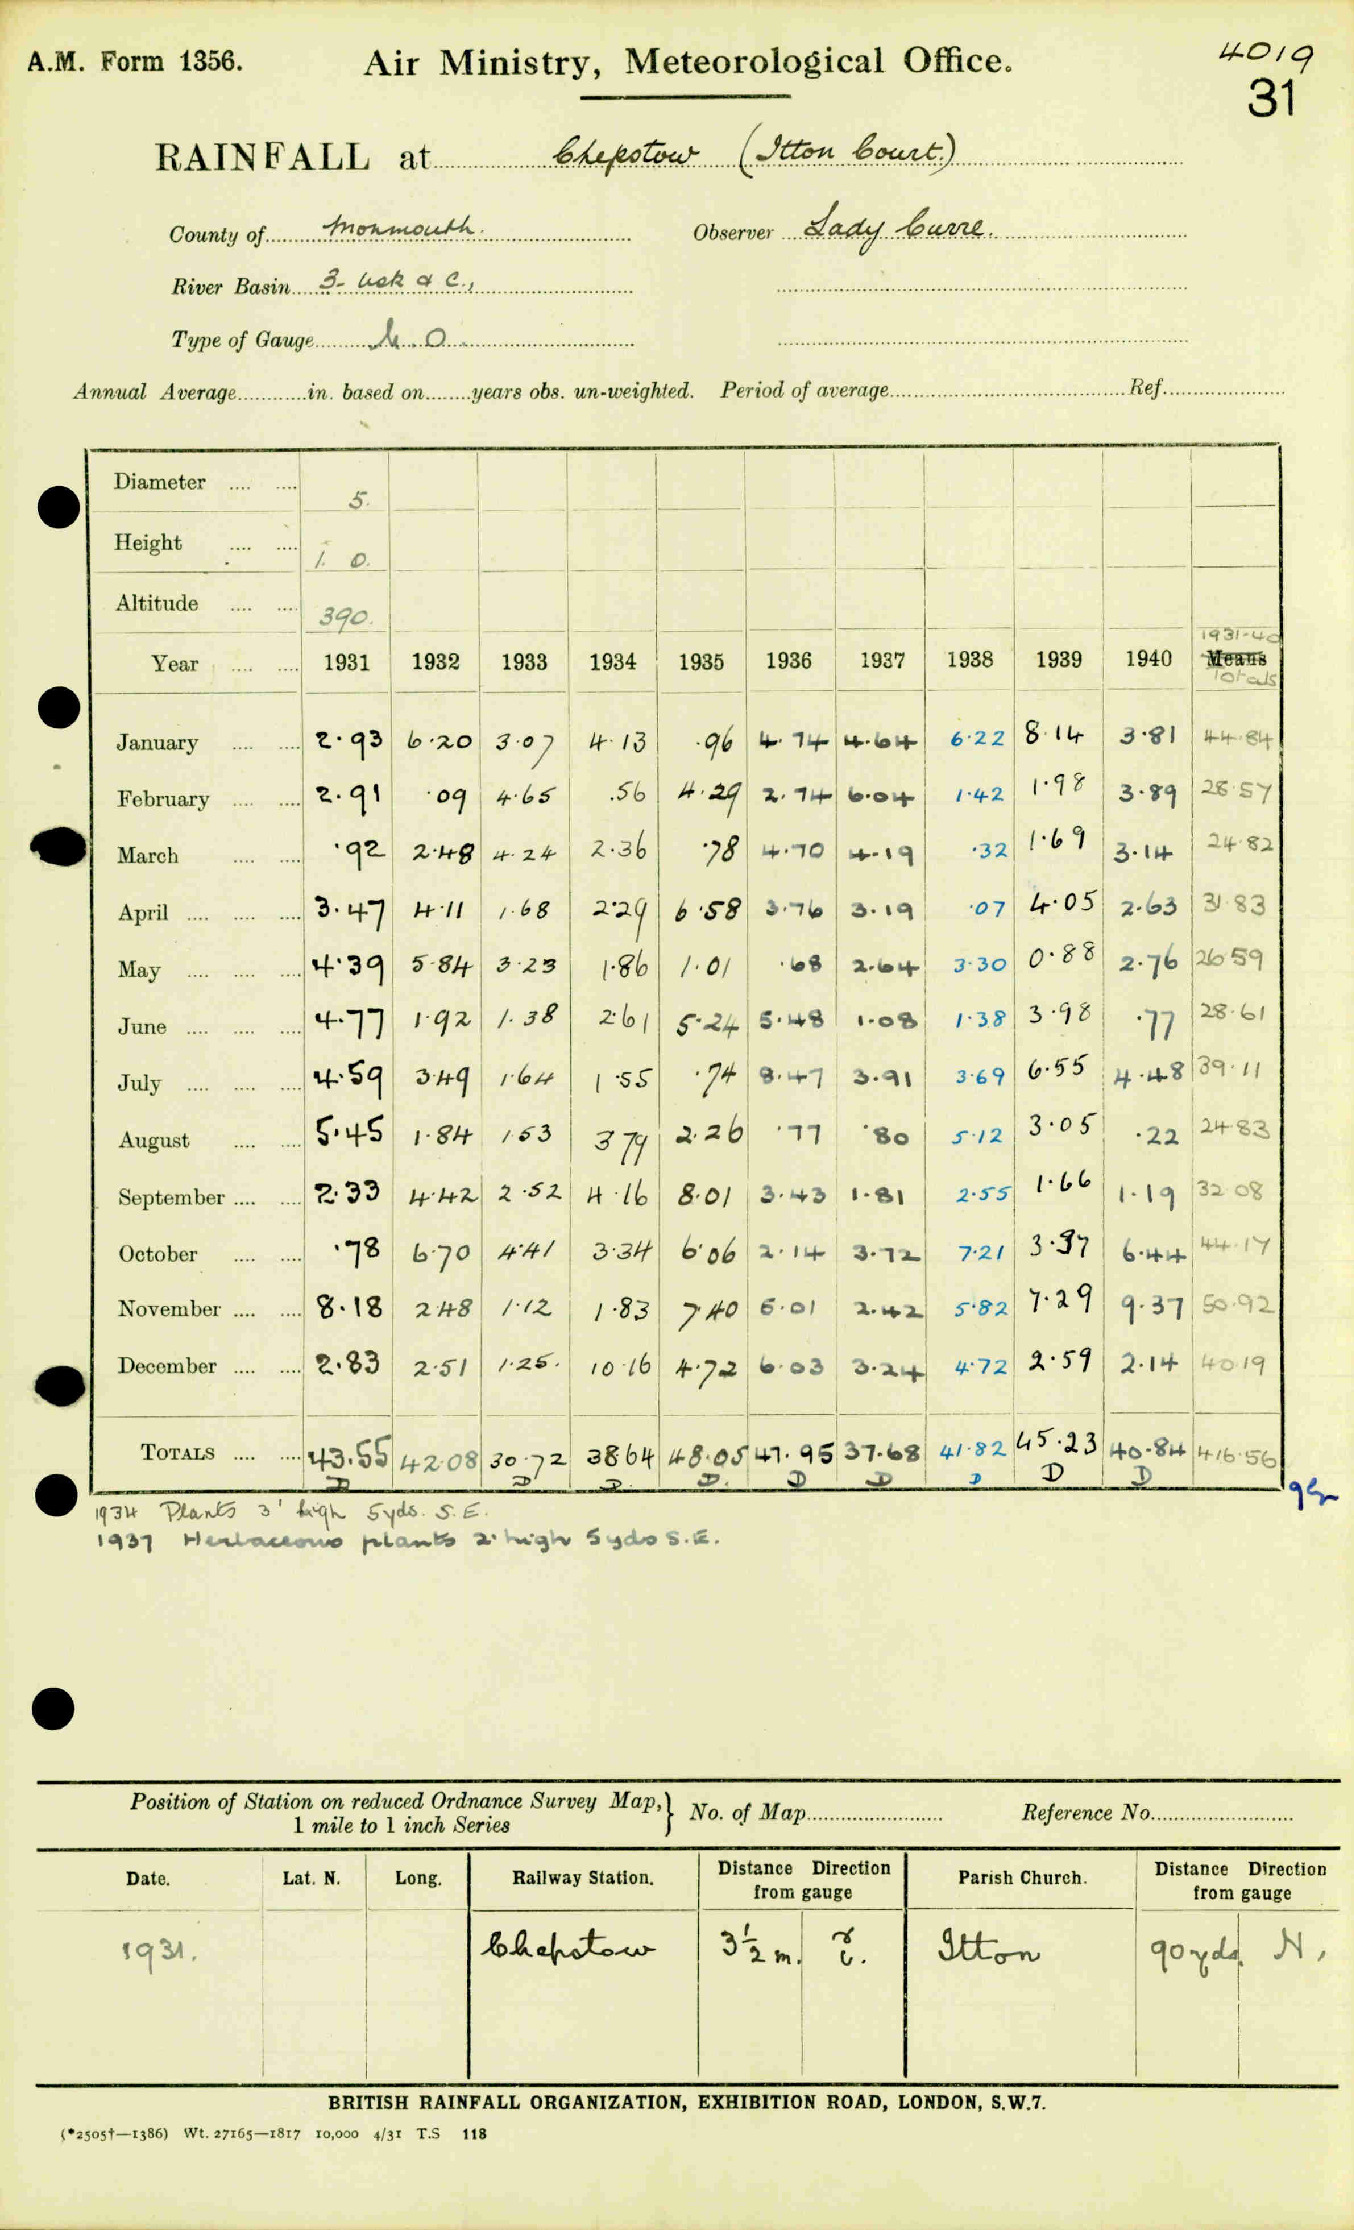 A.M. Form 1356.
Air Ministry, Meteorological Office.
4019
31
RAINFALL at Chepstow (Itton Court.)
County of Monmouth. Observer Lady Curre.
River Basin 3- Usk & C.,
Type of Gauge M.O.
Annual Average............in. based on........years obs. un-weighted. Period of average.................... Ref...............
Diameter .... .... 5.
Height .... .... 1. 0.
Altitude .... .... 390.
1931-40
Year .... .... 1931 1932 1933 1934 1935 1936 1937 1938 1939 1940 Means
Totals
January .... .... 2.93 6.20 3.07 4.13 .96 4.74 4.64 6.22 8.14 3.81 44.84
February .... .... 2.91 .09 4.65 .56 4.29 2.74 6.04 1.42 1.98 3.89 28.57
March .... .... .92 2.48 4.24 2.36 .78 4.70 4.19 .32 1.69 3.14 24.82
April .... .... .... 3.47 4.11 1.68 2.29 6.58 3.76 3.19 .07 4.05 2.63 31.83
May .... .... .... 4.39 5.84 3.23 1.86 1.01 .68 2.64 3.30 0.88 2.76 26.59
June .... .... .... 4.77 1.92 1.38 2.61 5.24 5.48 1.08 1.38 3.98 .77 28.61
July .... .... .... 4.59 3.49 1.64 1.55 .74 8.47 3.91 3.69 6.55 4.48 39.11
August .... .... 5.45 1.84 1.53 3.79 2.26 .77 .80 5.12 3.05 .22 24.83
September .... .... 2.33 4.42 2.52 4.16 8.01 3.43 1.81 2.55 1.66 1.19 32.08
October .... .... .78 6.70 4.41 3.34 6.06 2.14 3.72 7.21 3.37 6.44 44.17
November .... .... 8.18 2.48 1.12 1.83 7.40 5.01 2.42 5.82 7.29 9.37 50.92
December .... .... 2.83 2.51 1.25. 10.16 4.72 6.03 3.24 4.72 2.59 2.14 40.19
TOTALS .... .... 43.55 42.08 30.72 38.64 48.05 47.95 37.68 41.82 45.23 40.84 416.56
D D D D. D D D D D
1934 Plants 3' high 5yds. S.E.
1937 Herbaceous plants 2' high 5yds S.E.
Position of Station on reduced Ordnance Survey Map, 1 mile to 1 inch Series } No. of Map........................ Reference No........................
Date. Lat. N. Long. Railway Station. Distance Direction from gauge Parish Church. Distance Direction from gauge
1931. Chepstow 3½ m. Itton 90 yds. N.
BRITISH RAINFALL ORGANIZATION, EXHIBITION ROAD, LONDON, S.W.7.
(*2505†—1386) Wt. 27165—1817 10,000 4/31 T.S 118